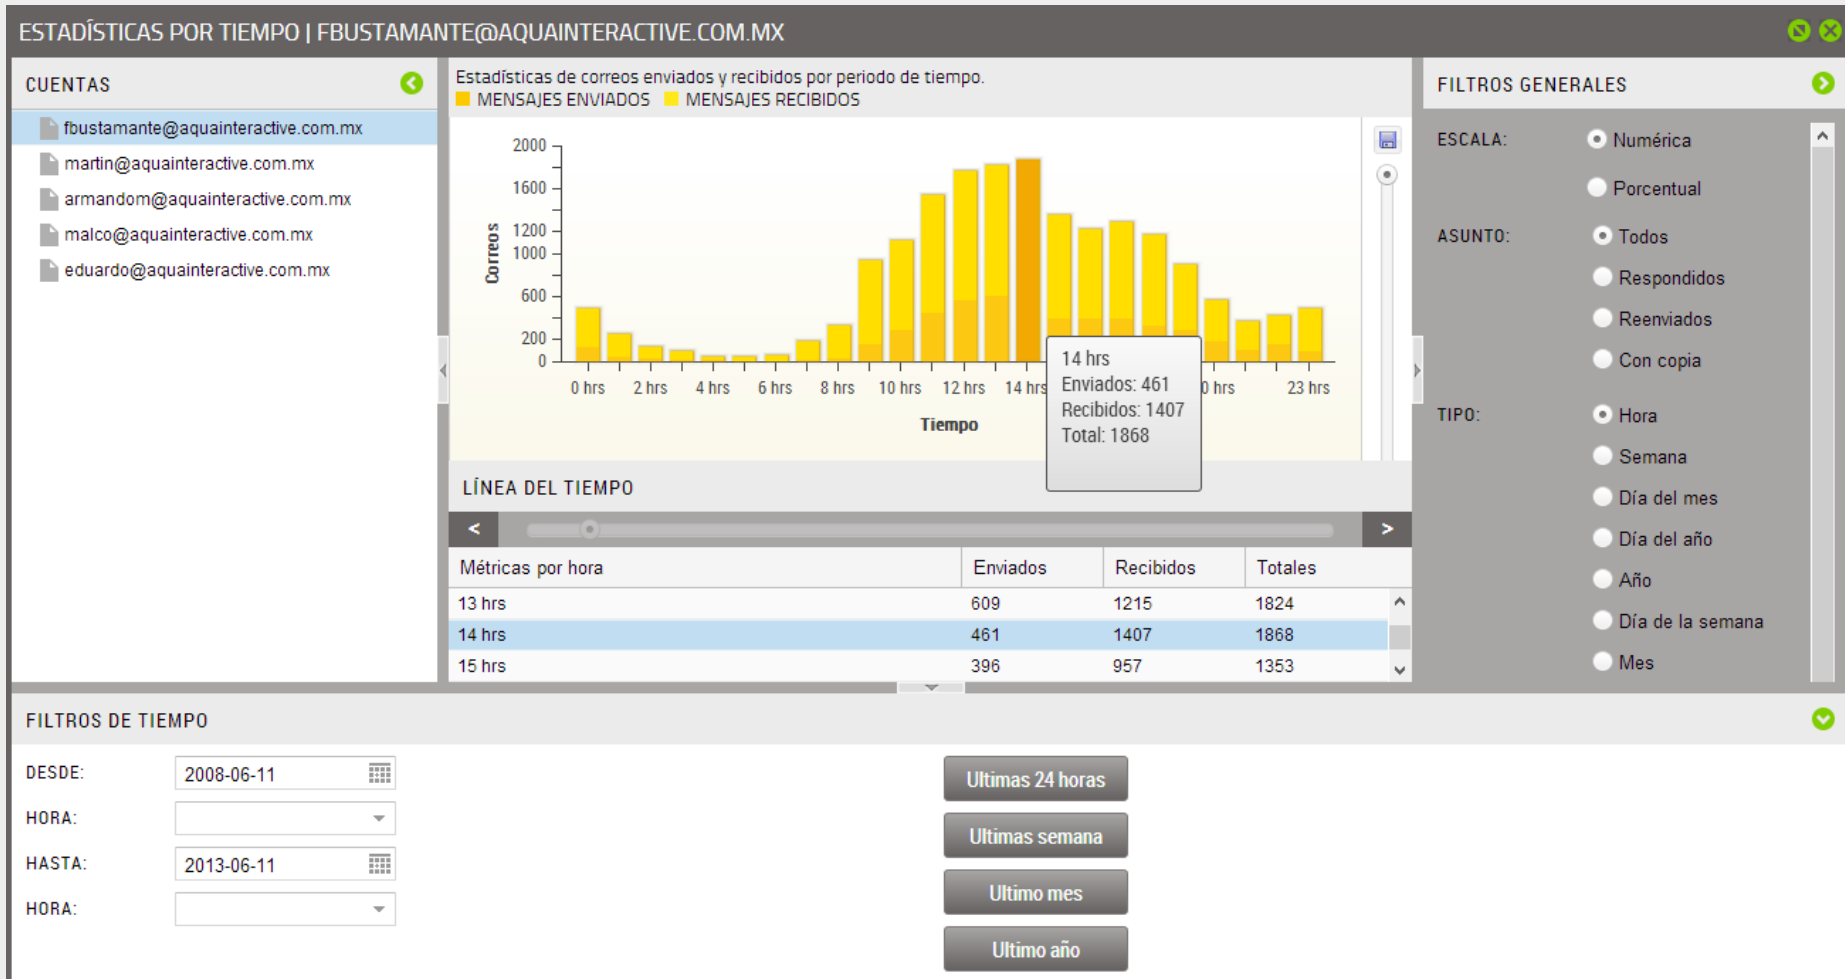 ESTADÍSTICAS POR TIEMPO | FBUSTAMANTE@AQUAINTERACTIVE.COM.MX
CUENTAS
fbustamante@aquainteractive.com.mx
martin@aquainteractive.com.mx
armandom@aquainteractive.com.mx
malco@aquainteractive.com.mx
eduardo@aquainteractive.com.mx
Estadísticas de correos enviados y recibidos por periodo de tiempo.
MENSAJES ENVIADOS MENSAJES RECIBIDOS
Correos
2000
1600
1200
1000
600
200
0
0 hrs 2 hrs 4 hrs 6 hrs 8 hrs 10 hrs 12 hrs 14 hrs 0 hrs 23 hrs
Tiempo
14 hrs
Enviados: 461
Recibidos: 1407
Total: 1868
LÍNEA DEL TIEMPO
< >
Métricas por hora Enviados Recibidos Totales
13 hrs 609 1215 1824
14 hrs 461 1407 1868
15 hrs 396 957 1353
FILTROS GENERALES
ESCALA: Numérica
Porcentual
ASUNTO: Todos
Respondidos
Reenviados
Con copia
TIPO: Hora
Semana
Día del mes
Día del año
Año
Día de la semana
Mes
FILTROS DE TIEMPO
DESDE: 2008-06-11
HORA:
HASTA: 2013-06-11
HORA:
Ultimas 24 horas
Ultimas semana
Ultimo mes
Ultimo año